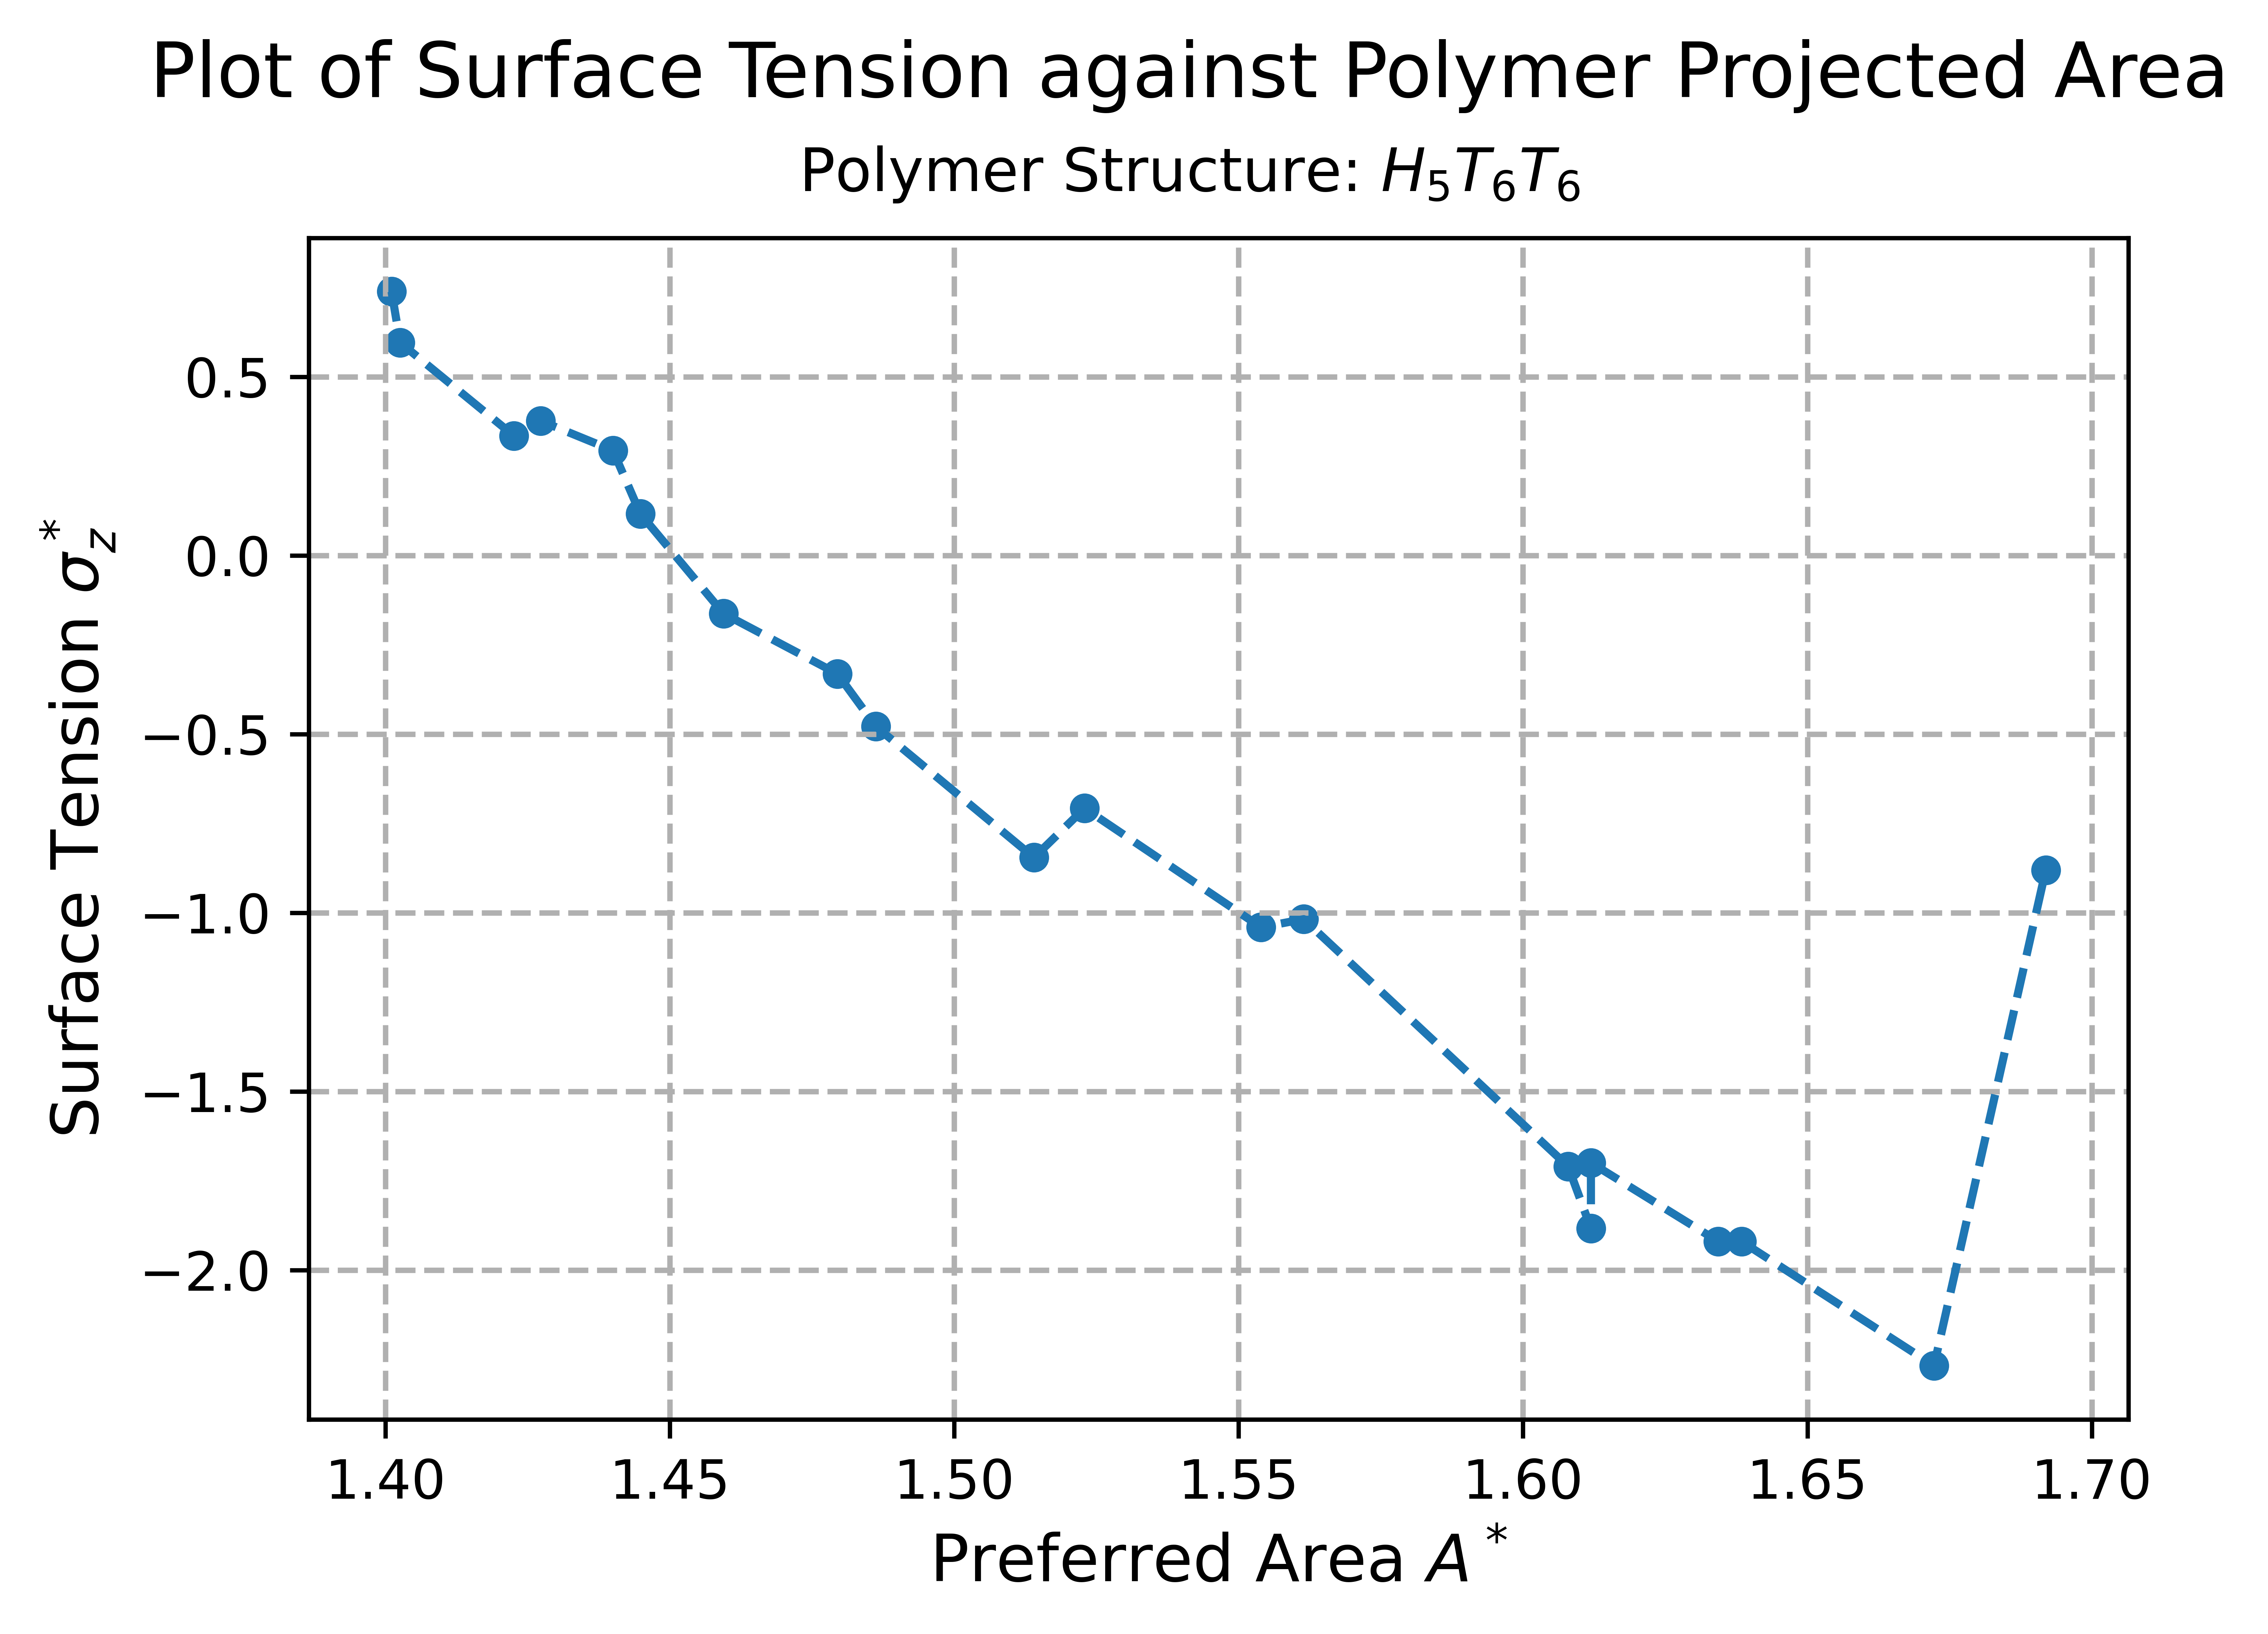 Plot of Surface Tension against Polymer Projected Area
Polymer Structure: H₅T₆T₆
Surface Tension σ_z^*
0.5
0.0
−0.5
−1.0
−1.5
−2.0
1.40 1.45 1.50 1.55 1.60 1.65 1.70
Preferred Area A^*